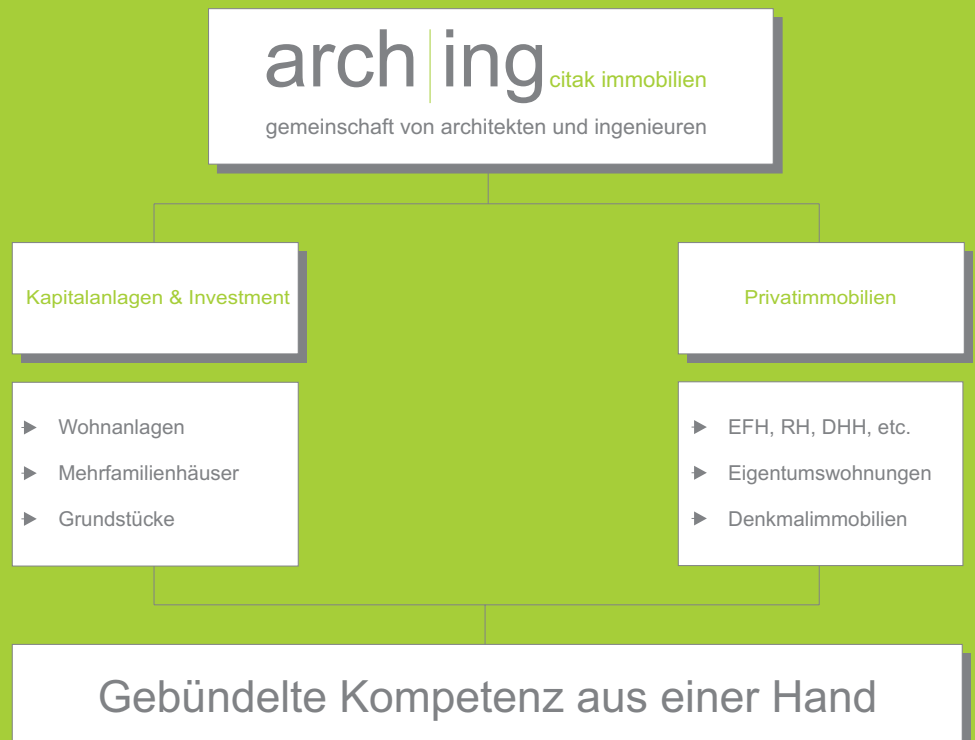 arch|ing citak immobilien
gemeinschaft von architekten und ingenieuren
Kapitalanlagen & Investment
Wohnanlagen
Mehrfamilienhäuser
Grundstücke
Privatimmobilien
EFH, RH, DHH, etc.
Eigentumswohnungen
Denkmalimmobilien
Gebündelte Kompetenz aus einer Hand